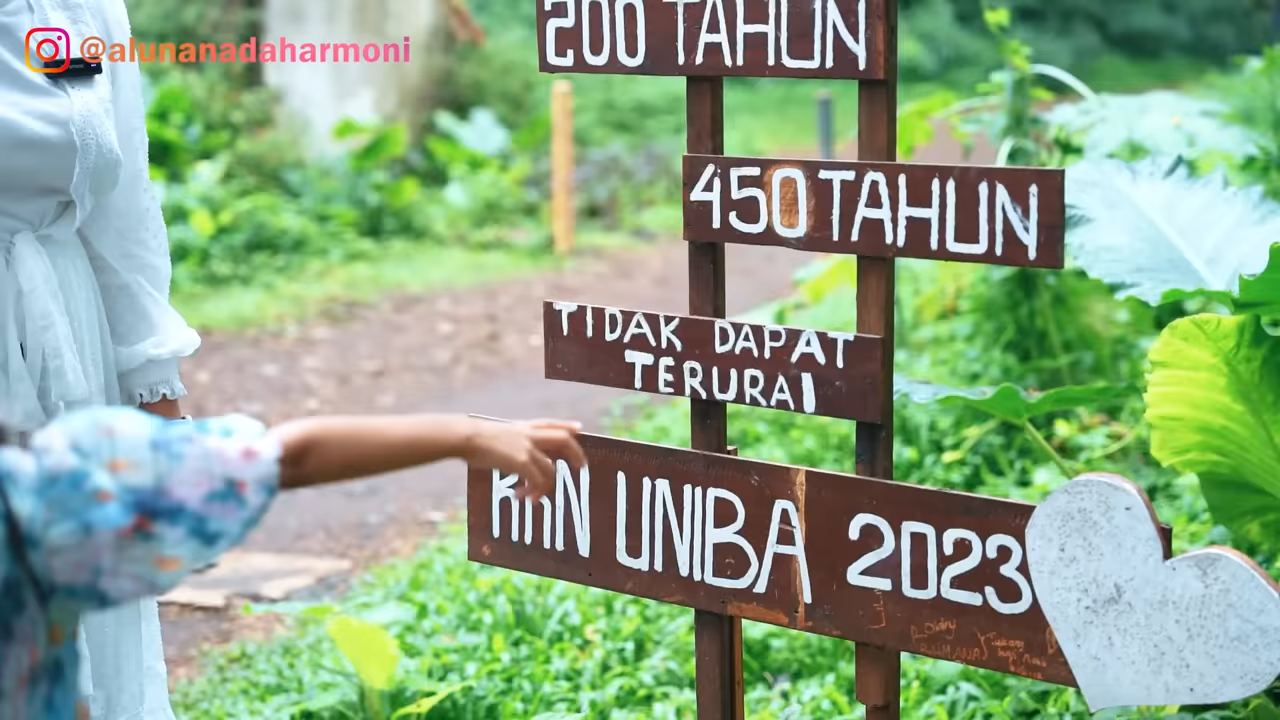 @alunanadaharmoni
200 TAHUN
450 TAHUN
TIDAK DAPAT
TERURAI
KKN UNIBA 2023